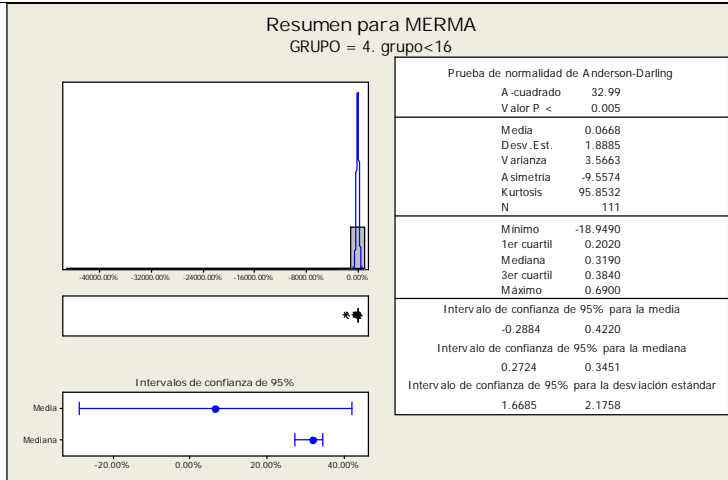 Resumen para MERMA
GRUPO = 4. grupo<16
-40000.00% -32000.00% -24000.00% -16000.00% -8000.00% 0.00%
Intervalos de confianza de 95%
Media
Mediana
-20.00% 0.00% 20.00% 40.00%
Prueba de normalidad de Anderson-Darling
A-cuadrado 32.99
Valor P < 0.005
Media 0.0668
Desv.Est. 1.8885
Varianza 3.5663
Asimetría -9.5574
Kurtosis 95.8532
N 111
Mínimo -18.9490
1er cuartil 0.2020
Mediana 0.3190
3er cuartil 0.3840
Máximo 0.6900
Intervalo de confianza de 95% para la media
-0.2884 0.4220
Intervalo de confianza de 95% para la mediana
0.2724 0.3451
Intervalo de confianza de 95% para la desviación estándar
1.6685 2.1758